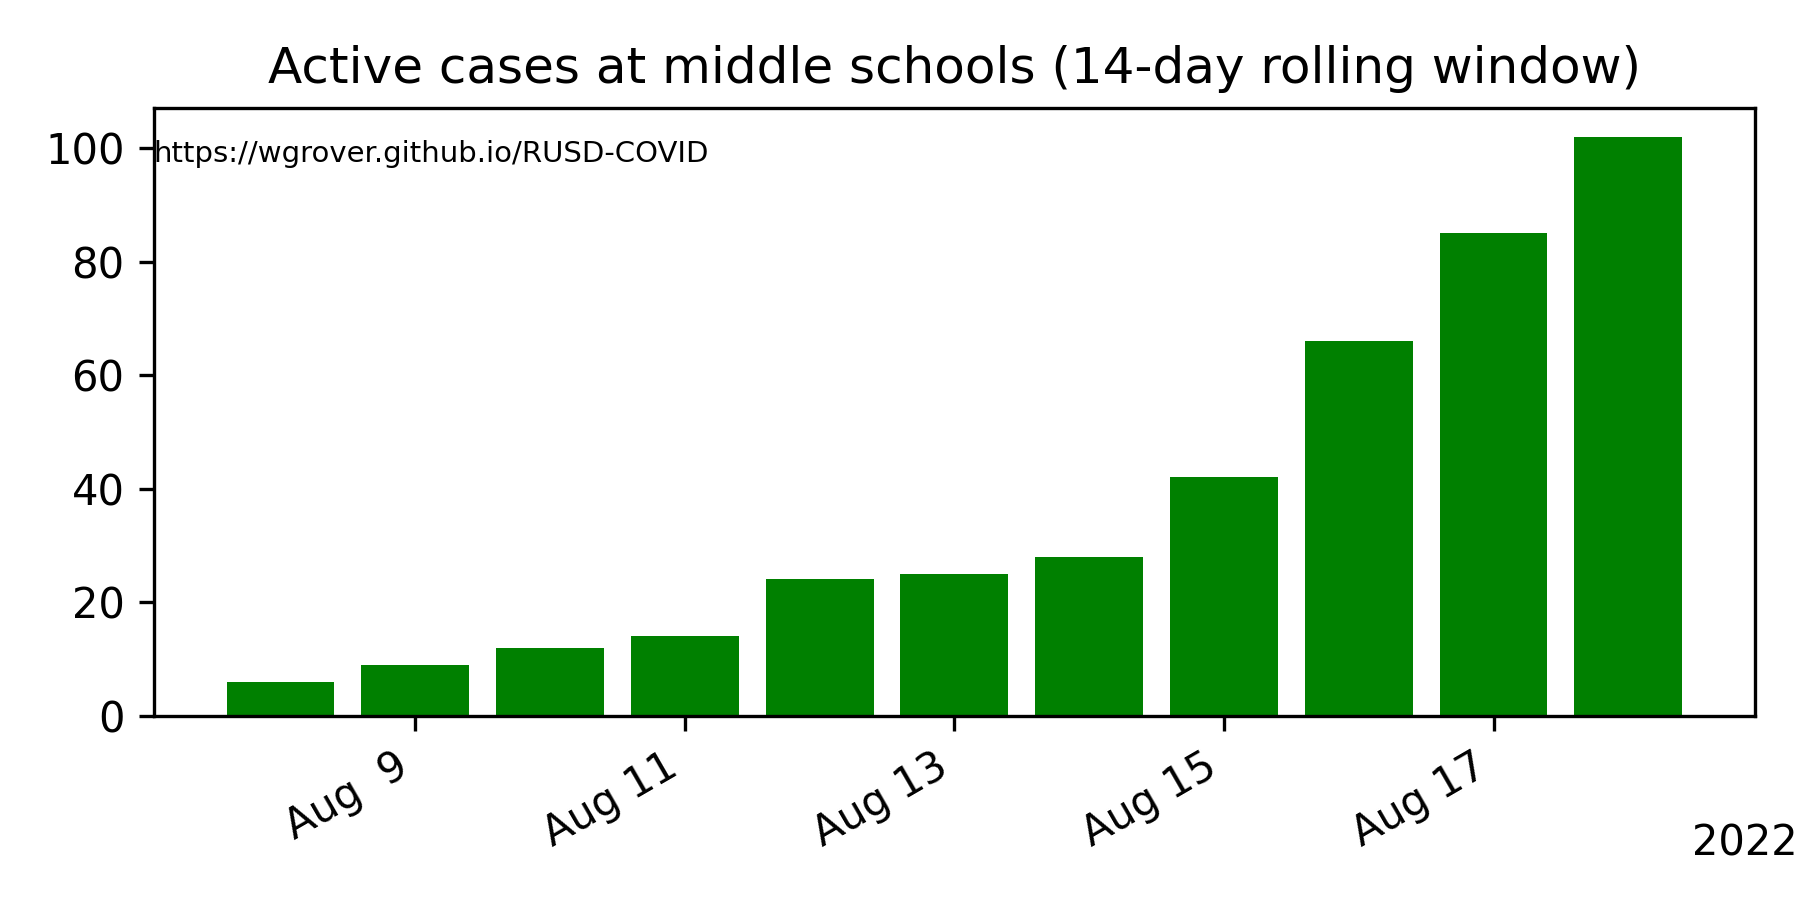 Active cases at middle schools (14-day rolling window)
https://wgrover.github.io/RUSD-COVID
100
80
60
40
20
0
Aug 9
Aug 11
Aug 13
Aug 15
Aug 17
2022